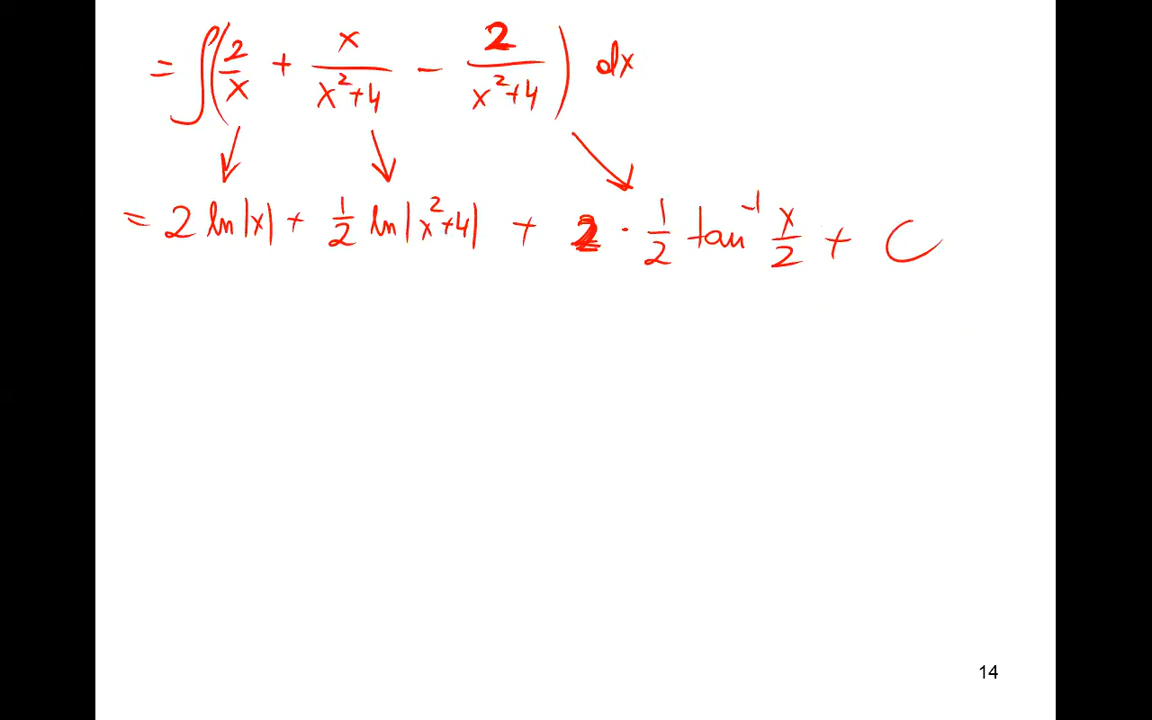 = ∫(2/x + x/(x²+4) − 2/(x²+4)) dx
= 2 ln|x| + 1/2 ln|x²+4| + 2 · 1/2 tan⁻¹ x/2 + C
14